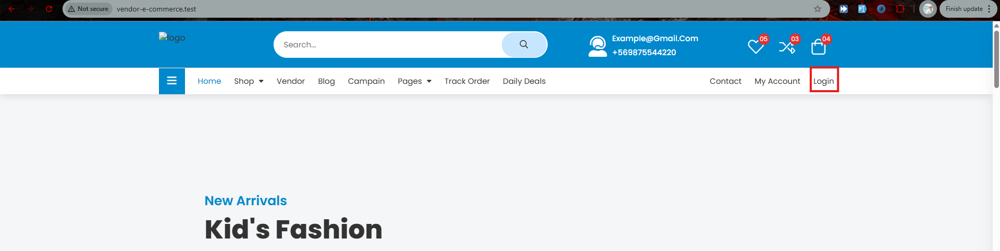 Not secure
vendor-e-commerce.test
Finish update
logo
Search...
Example@Gmail.Com
+569875544220
05
03
04
Home
Shop
Vendor
Blog
Campain
Pages
Track Order
Daily Deals
Contact
My Account
Login
New Arrivals
Kid's Fashion